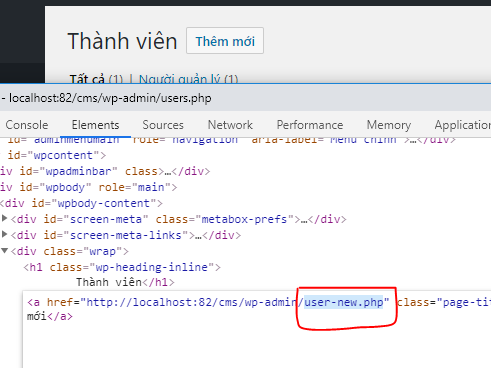 Thành viên Thêm mới
Tất cả (1) | Người quản lý (1)
- localhost:82/cms/wp-admin/users.php
Console Elements Sources Network Performance Memory Application
id="adminmenumain" role="navigation" aria-label="Menu chính">…</div>
id="wpcontent">
iv id="wpadminbar" class>…</div>
iv id="wpbody" role="main">
<div id="wpbody-content">
<div id="screen-meta" class="metabox-prefs">…</div>
<div id="screen-meta-links">…</div>
<div class="wrap">
<h1 class="wp-heading-inline">
Thành viên</h1>
<a href="http://localhost:82/cms/wp-admin/user-new.php" class="page-tit
mới</a>